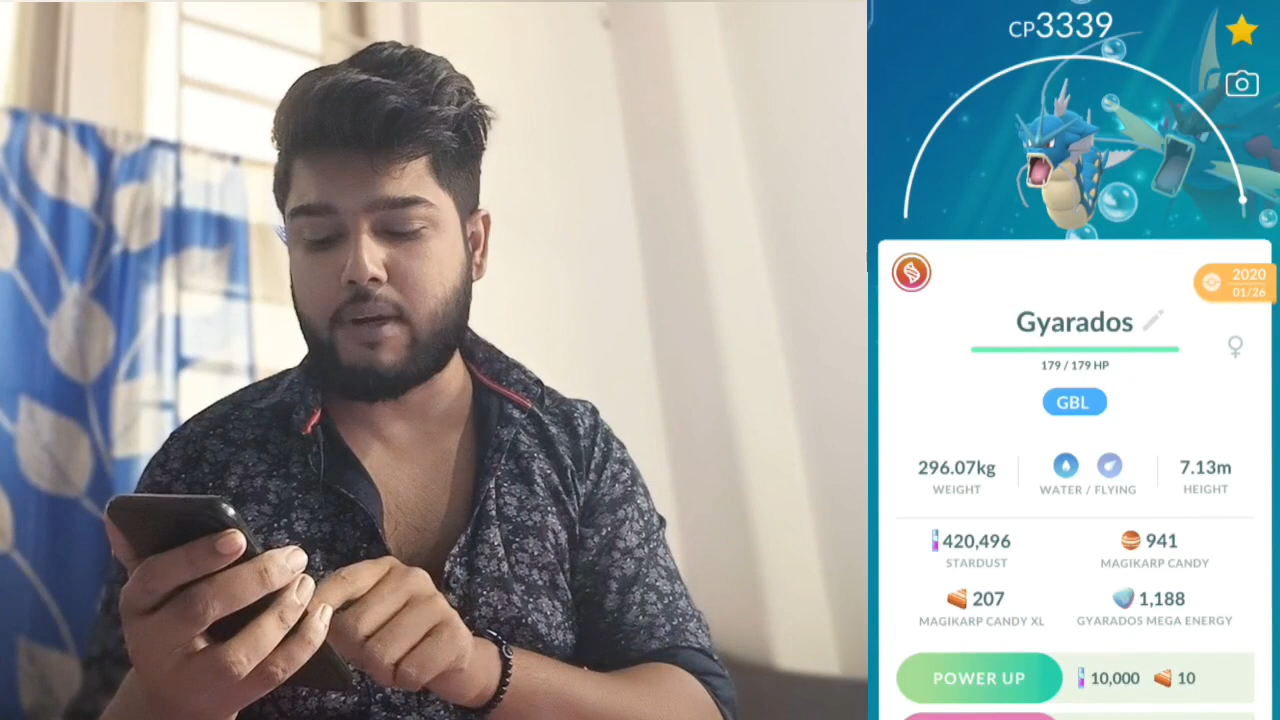 CP3339
2020
01/26
Gyarados
179 / 179 HP
GBL
296.07kg
WEIGHT
WATER / FLYING
7.13m
HEIGHT
420,496
STARDUST
941
MAGIKARP CANDY
207
MAGIKARP CANDY XL
1,188
GYARADOS MEGA ENERGY
POWER UP
10,000
10